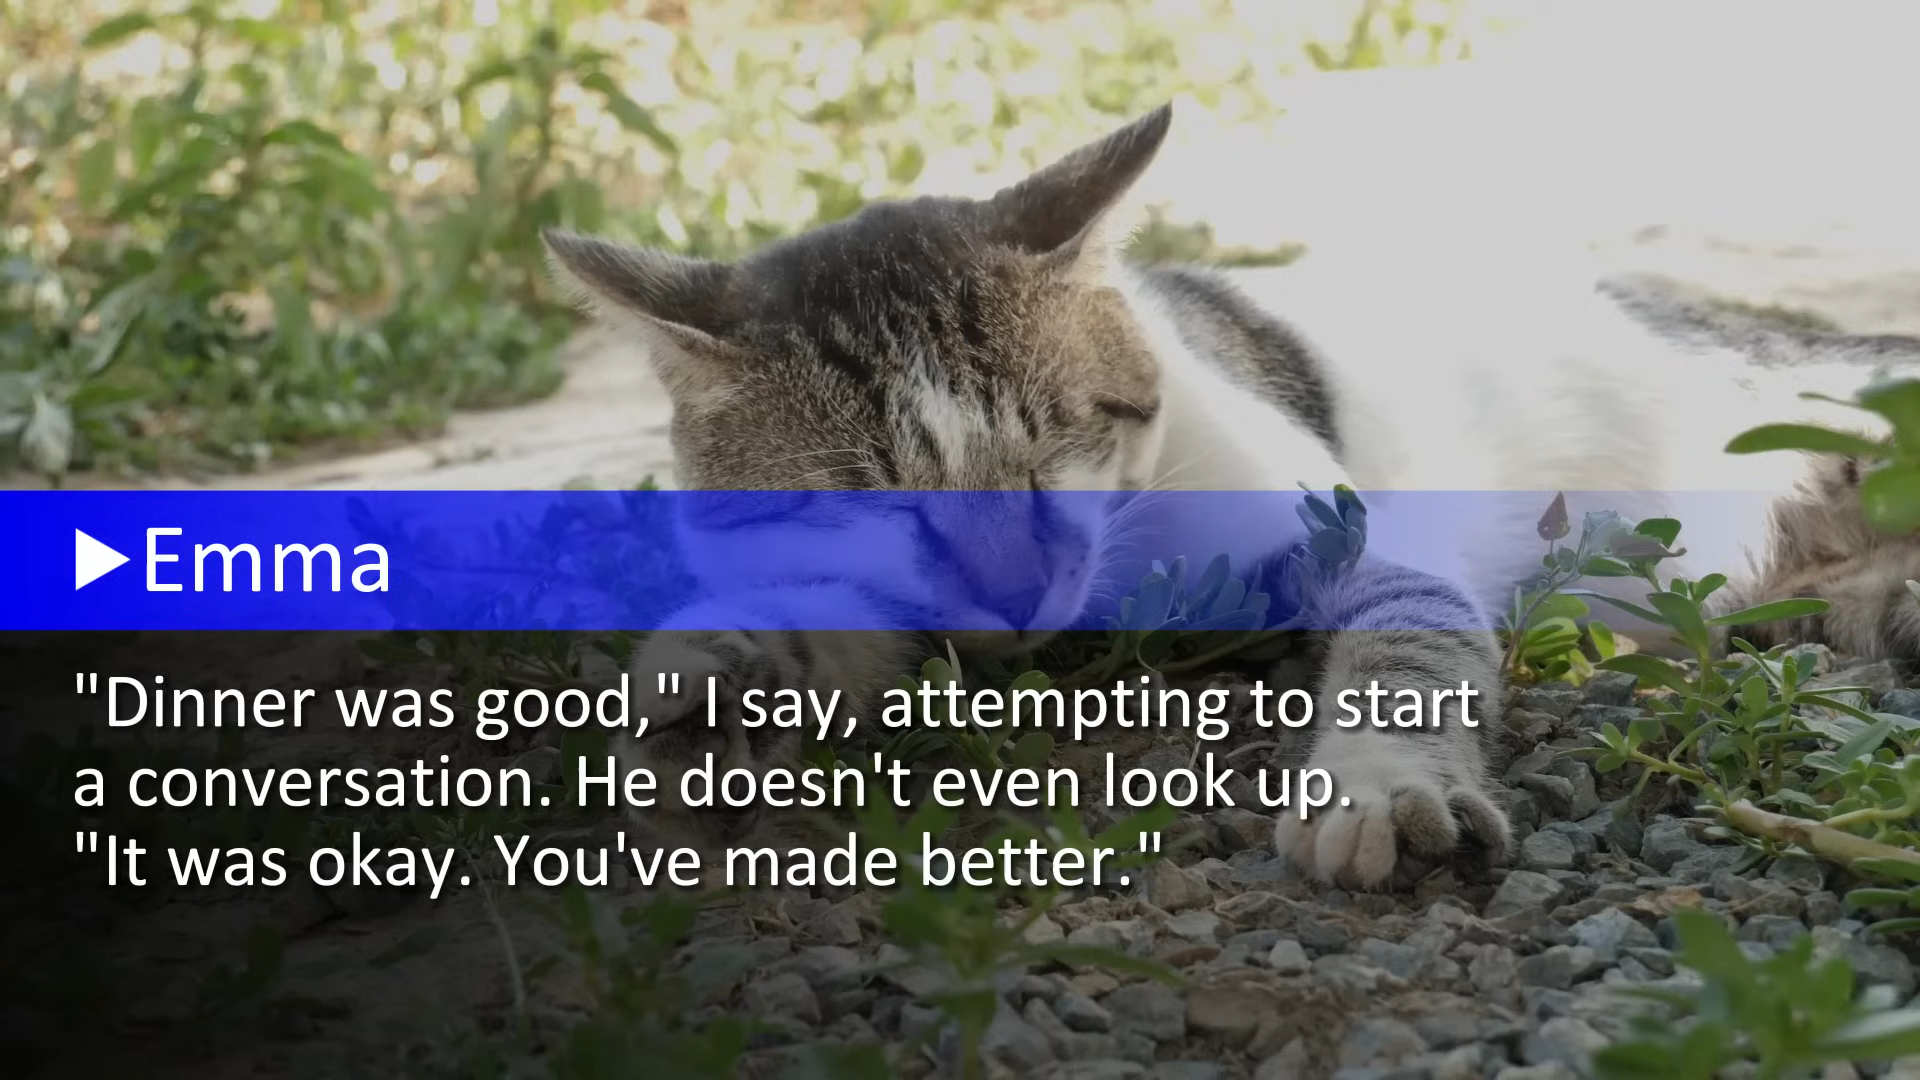 Emma
"Dinner was good," I say, attempting to start
a conversation. He doesn't even look up.
"It was okay. You've made better."